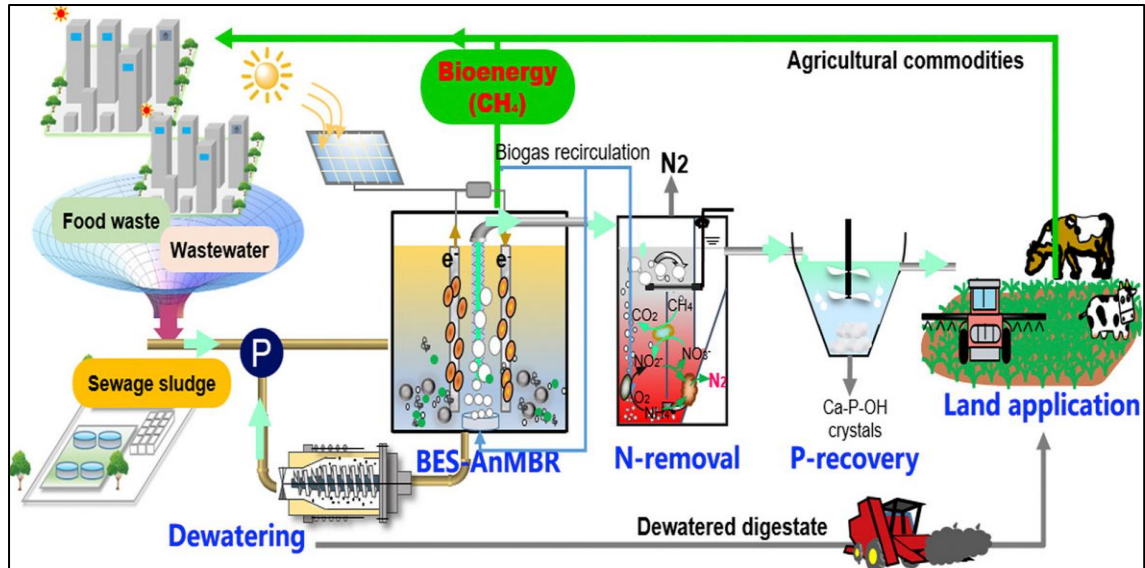 Agricultural commodities
Bioenergy
(CH₄)
Biogas recirculation
N2
Food waste
Wastewater
e-
e-
P
Sewage sludge
CO₂
CH₄
NO₂⁻
NO₃⁻
N₂
O₂
NH₄⁺
Ca-P-OH
crystals
Land application
BES-AnMBR
N-removal
P-recovery
Dewatering
Dewatered digestate